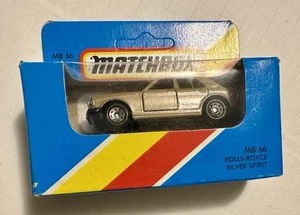 MB 66
MATCHBOX
MB 66
ROLLS-ROYCE
SILVER SPIRIT